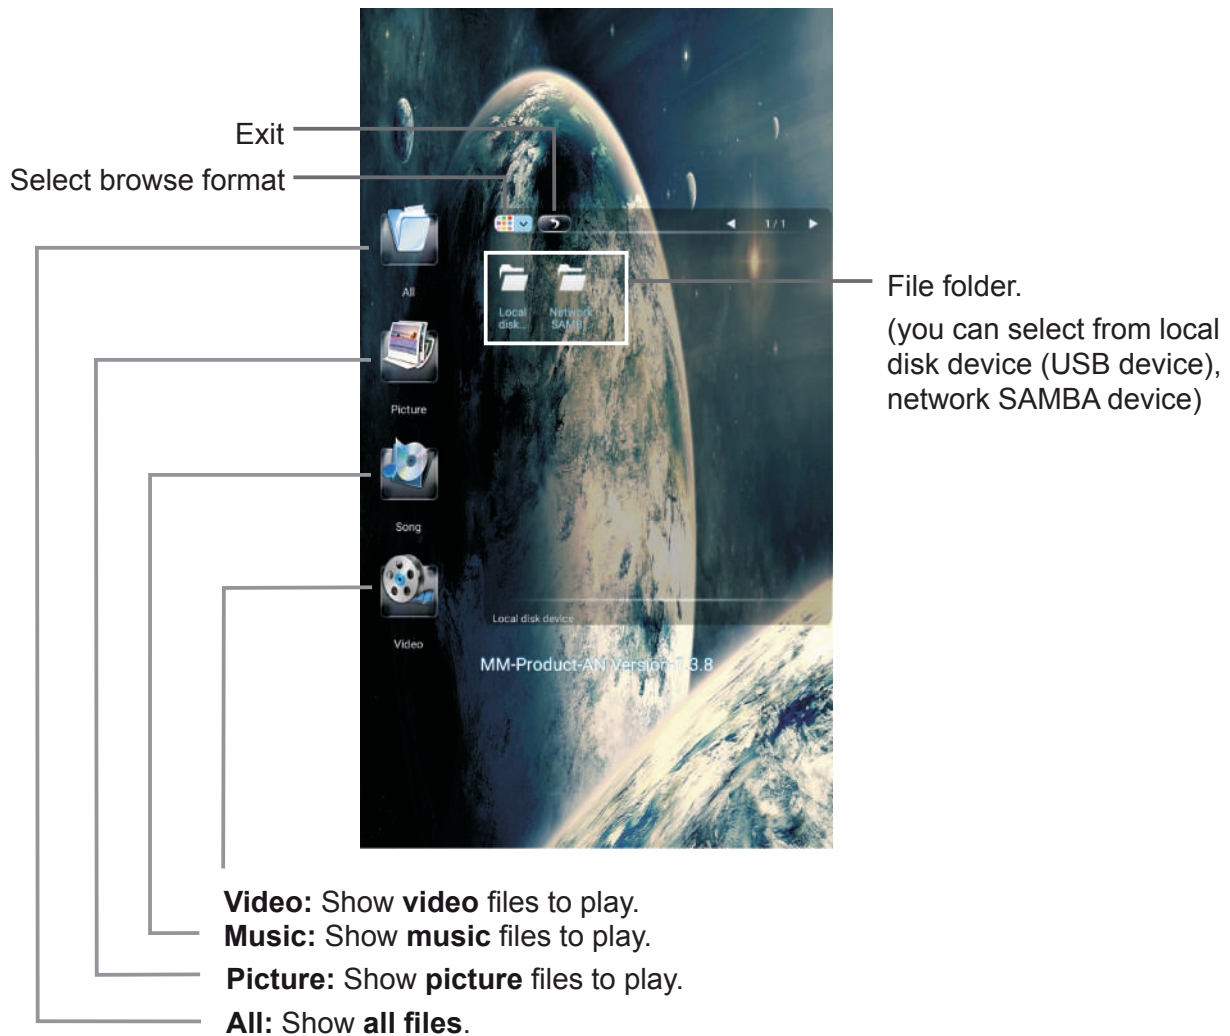 Exit
Select browse format
1/1
All
Local
disk...
Network
SAMB...
File folder.
(you can select from local
disk device (USB device),
network SAMBA device)
Picture
Song
Video
Local disk device
MM-Product-AN Version 1.3.8
Video: Show video files to play.
Music: Show music files to play.
Picture: Show picture files to play.
All: Show all files.